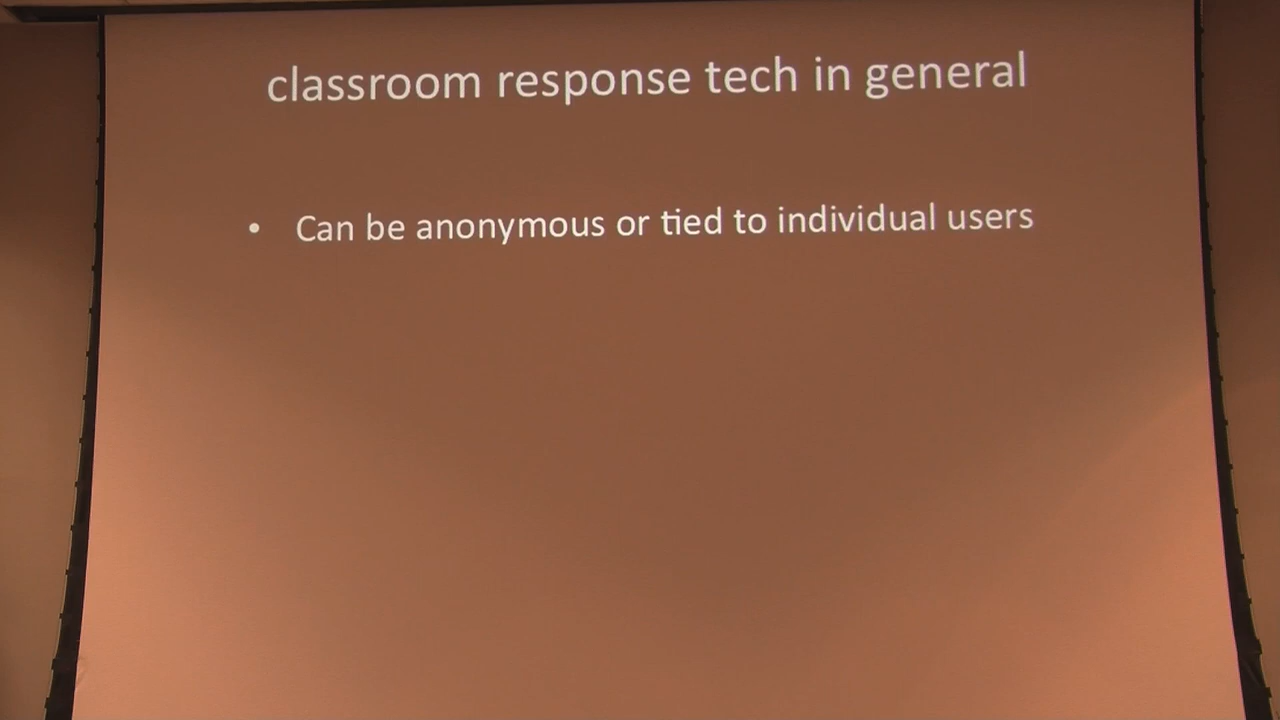 classroom response tech in general
• Can be anonymous or tied to individual users